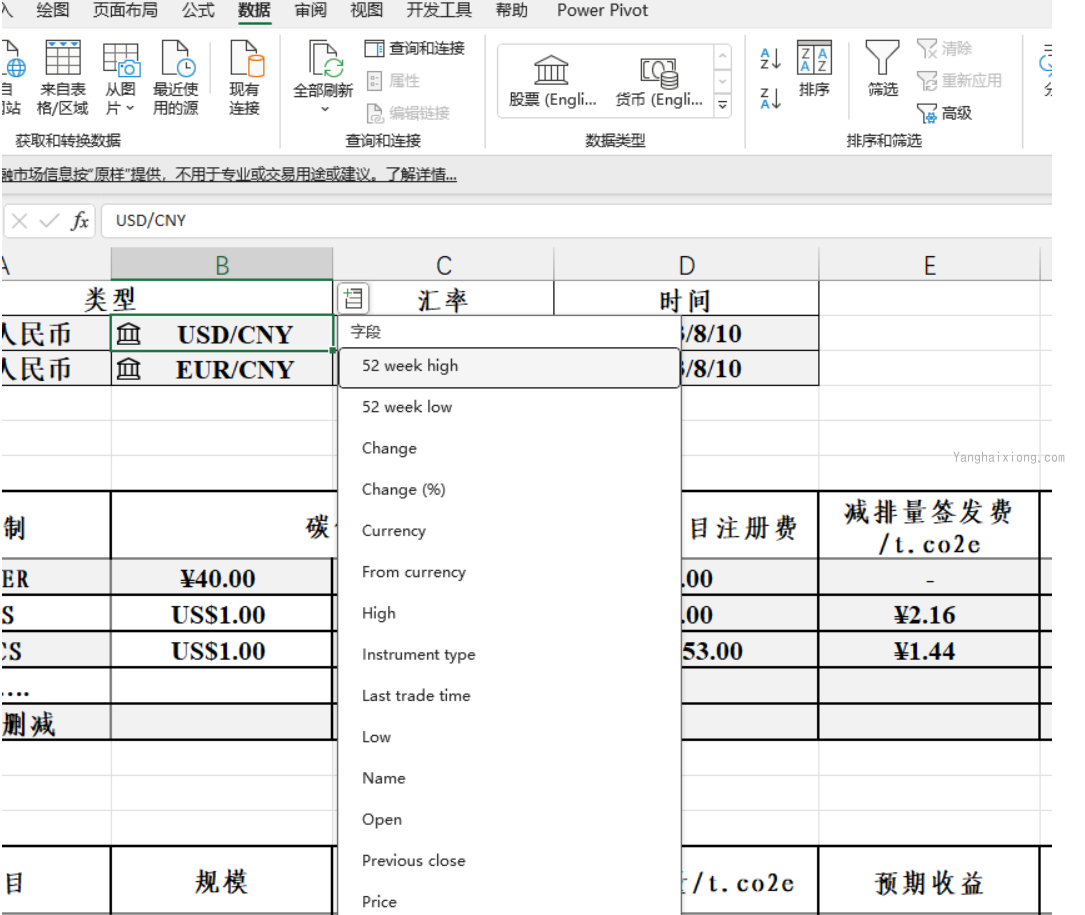 绘图 页面布局 公式 数据 审阅 视图 开发工具 帮助 Power Pivot
自
网站
来自表
格/区域
从图
片
最近使
用的源
现有
连接
全部刷新
查询和连接
属性
编辑链接
股票 (Engli... 货币 (Engli...
排序
筛选
清除
重新应用
高级
获取和转换数据 查询和连接 数据类型 排序和筛选
融市场信息按“原样”提供,不用于专业或交易用途或建议。了解详情...
fx USD/CNY
A B C D E
类型 汇率 时间
人民币 USD/CNY /8/10
人民币 EUR/CNY /8/10
字段
52 week high
52 week low
Change
Change (%)
Currency
From currency
High
Instrument type
Last trade time
Low
Name
Open
Previous close
Price
Yanghaixiong.com
制 碳 目注册费 减排量签发费
/t.co2e
ER ¥40.00 .00 -
S US$1.00 .00 ¥2.16
CS US$1.00 53.00 ¥1.44
....
删减
目 规模 /t.co2e 预期收益